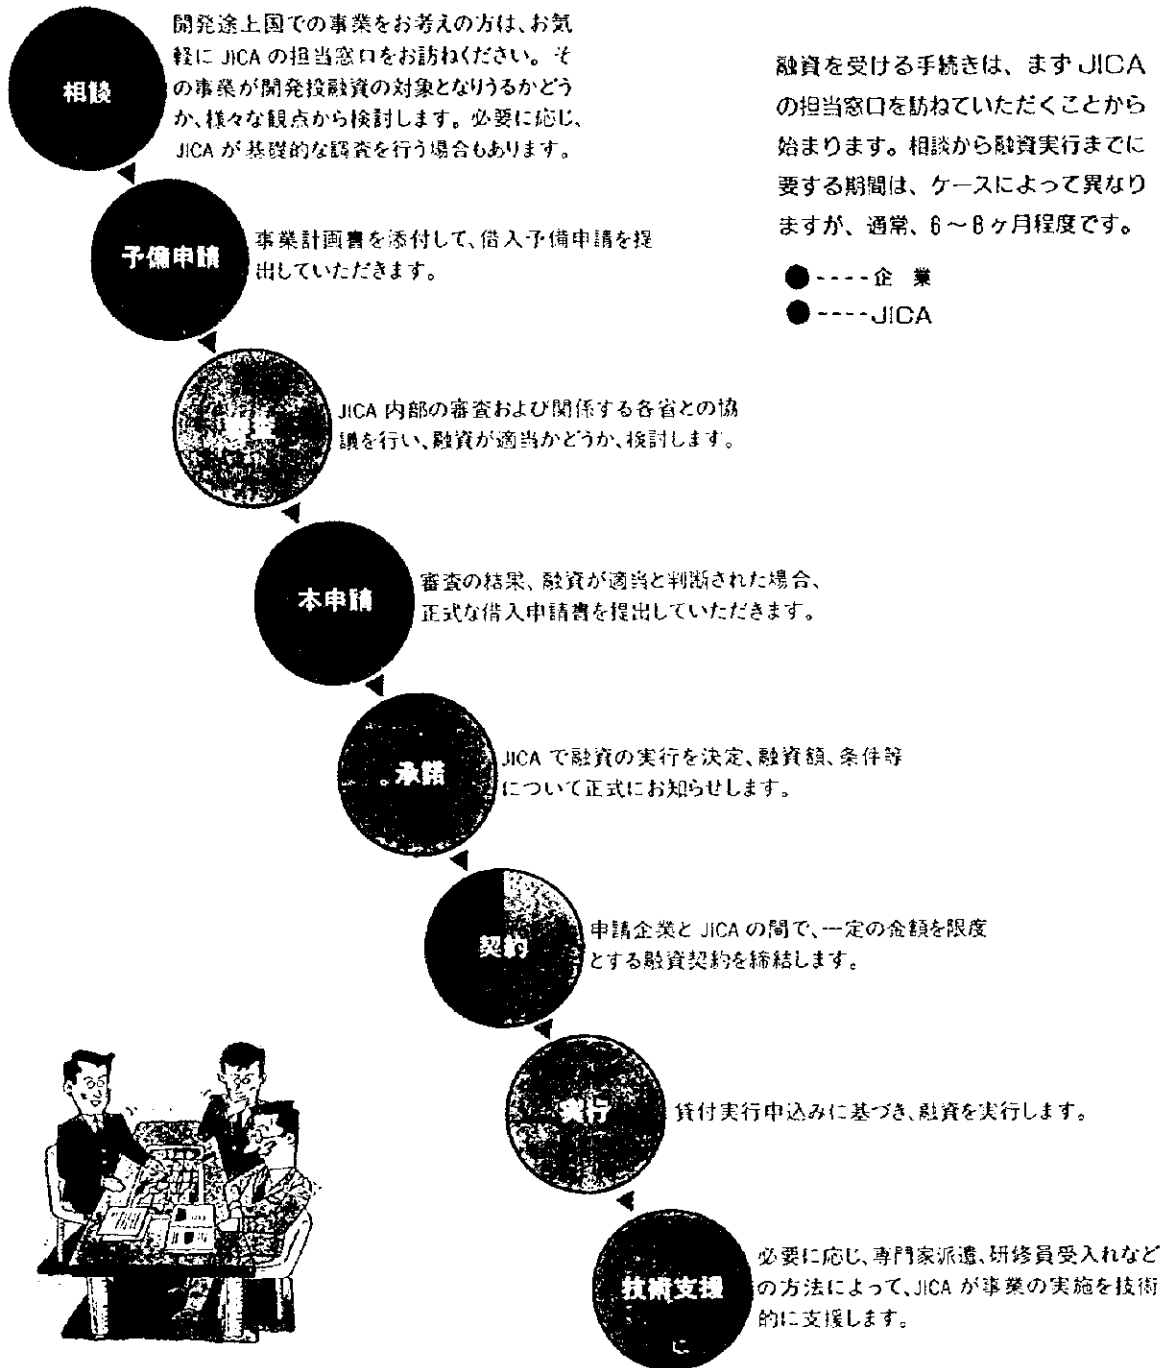 相談
開発途上国での事業をお考えの方は、お気
軽に JICA の担当窓口をお訪ねください。そ
の事業が開発投融資の対象となりうるかどう
か、様々な観点から検討します。必要に応じ、
JICA が基礎的な調査を行う場合もあります。
融資を受ける手続きは、まず JICA
の担当窓口を訪ねていただくことから
始まります。相談から融資実行までに
要する期間は、ケースによって異なり
ますが、通常、6～8ヶ月程度です。
●----企 業
●----JICA
予備申請
事業計画書を添付して、借入予備申請を提
出していただきます。
JICA 内部の審査および関係する各省との協
議を行い、融資が適当かどうか、検討します。
本申請
審査の結果、融資が適当と判断された場合、
正式な借入申請書を提出していただきます。
承諾
JICA で融資の実行を決定、融資額、条件等
について正式にお知らせします。
契約
申請企業と JICA の間で、一定の金額を限度
とする融資契約を締結します。
実行
貸付実行申込みに基づき、融資を実行します。
技術支援
必要に応じ、専門家派遣、研修員受入れなど
の方法によって、JICA が事業の実施を技術
的に支援します。